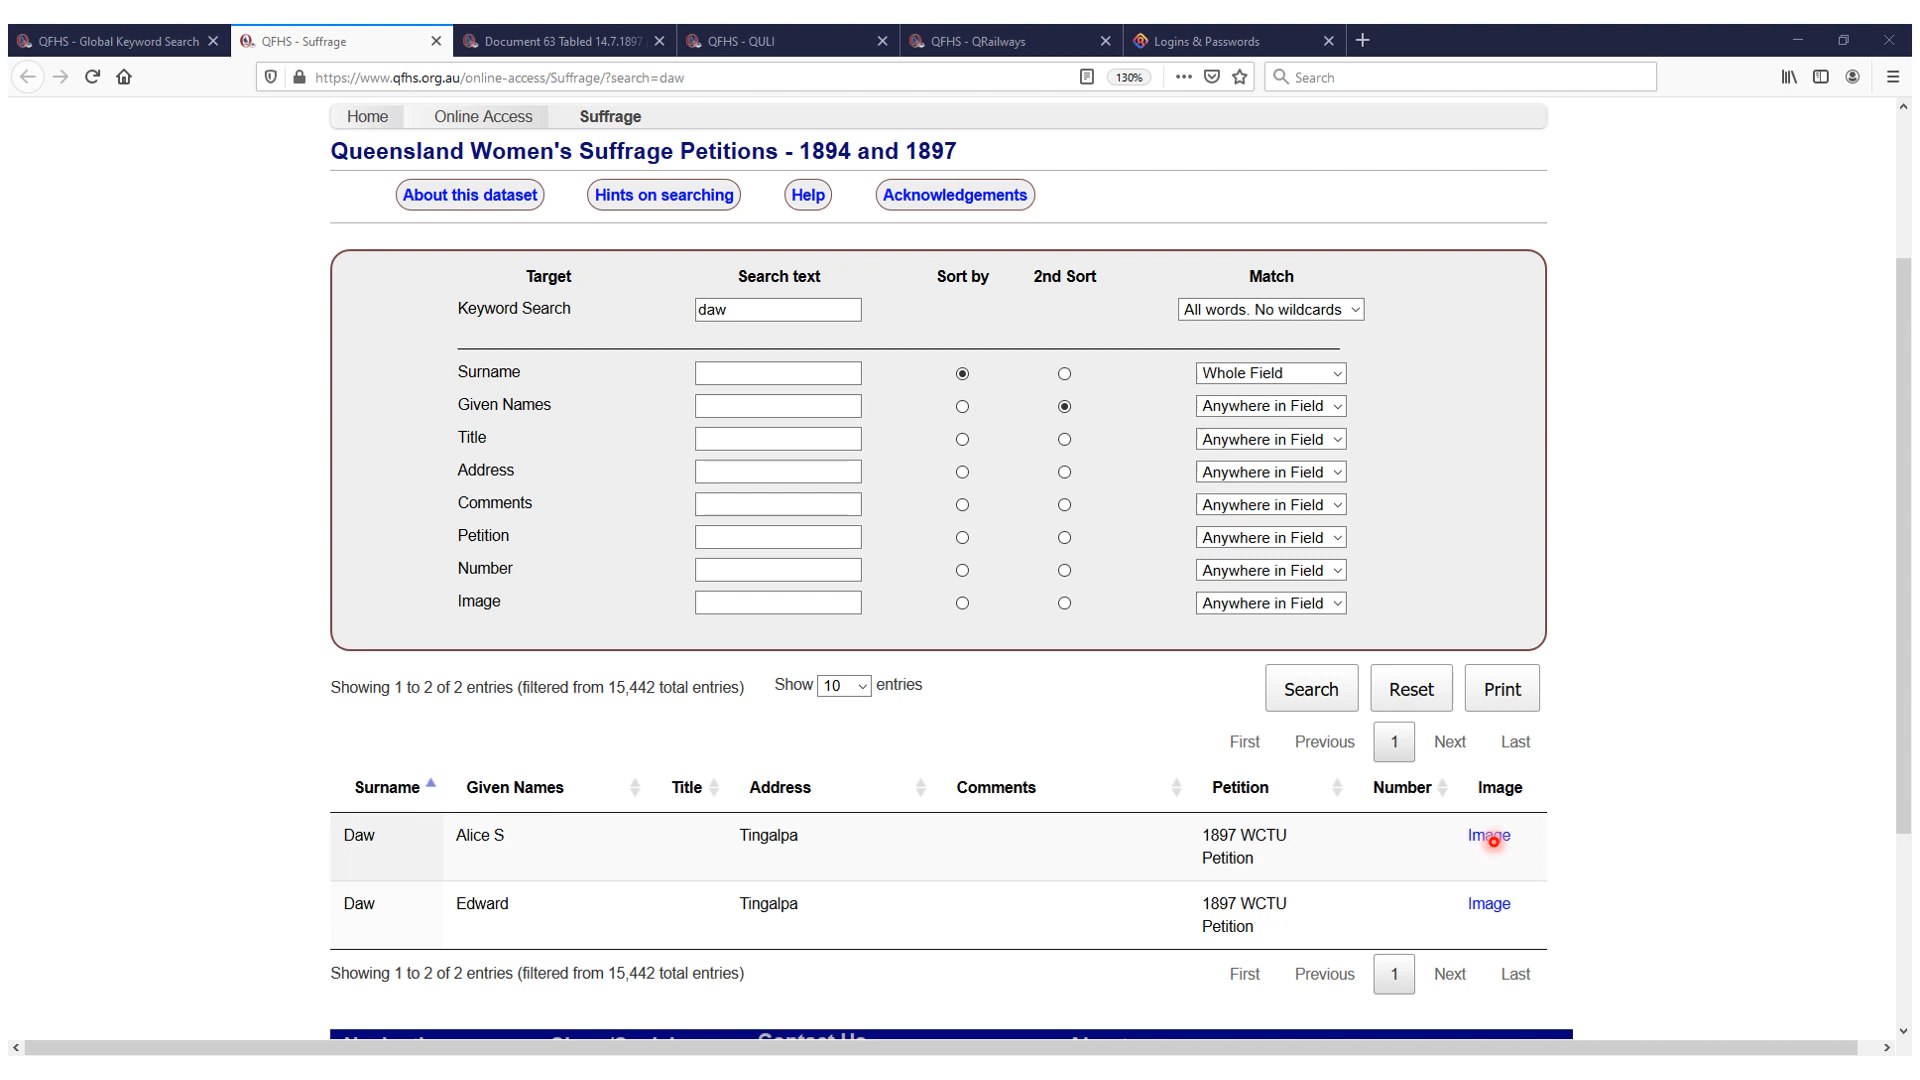 QFHS - Global Keyword Search
QFHS - Suffrage
Document 63 Tabled 14.7.1897
QFHS - QULI
QFHS - QRailways
Logins & Passwords
https://www.qfhs.org.au/online-access/Suffrage/?search=daw
130%
Search
Home Online Access Suffrage
Queensland Women's Suffrage Petitions - 1894 and 1897
About this dataset Hints on searching Help Acknowledgements
Target Search text Sort by 2nd Sort Match
Keyword Search daw All words. No wildcards
Surname Whole Field
Given Names Anywhere in Field
Title Anywhere in Field
Address Anywhere in Field
Comments Anywhere in Field
Petition Anywhere in Field
Number Anywhere in Field
Image Anywhere in Field
Showing 1 to 2 of 2 entries (filtered from 15,442 total entries) Show 10 entries Search Reset Print
First Previous 1 Next Last
Surname Given Names Title Address Comments Petition Number Image
Daw Alice S Tingalpa 1897 WCTU Image
Petition
Daw Edward Tingalpa 1897 WCTU Image
Petition
Showing 1 to 2 of 2 entries (filtered from 15,442 total entries) First Previous 1 Next Last
Contact Us